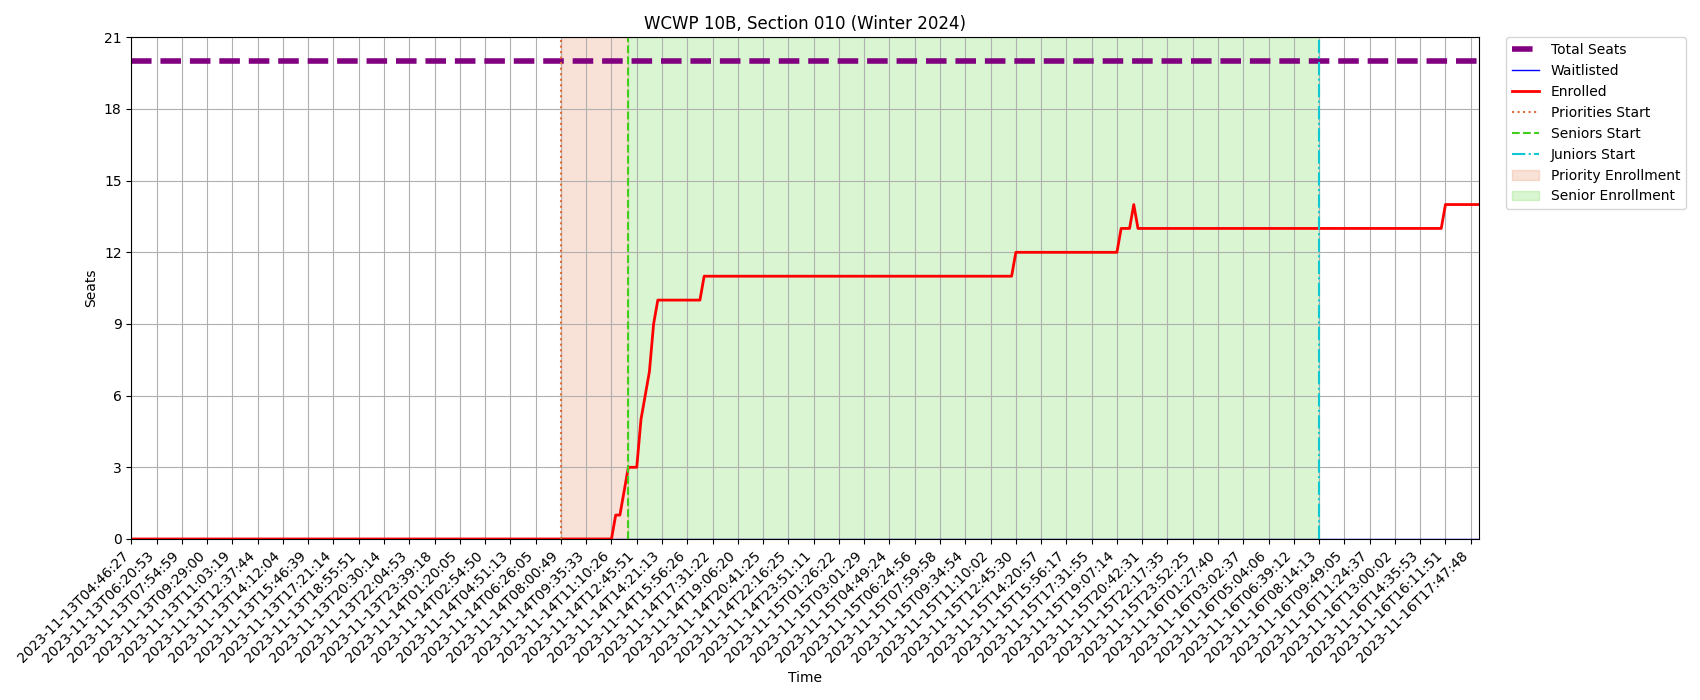 WCWP 10B, Section 010 (Winter 2024)
21
18
15
12
9
6
3
0
Seats
Total Seats
Waitlisted
Enrolled
Priorities Start
Seniors Start
Juniors Start
Priority Enrollment
Senior Enrollment
2023-11-13T04:46:27
2023-11-13T06:20:53
2023-11-13T07:54:59
2023-11-13T09:29:00
2023-11-13T11:03:19
2023-11-13T12:37:44
2023-11-13T14:12:04
2023-11-13T15:46:39
2023-11-13T17:21:14
2023-11-13T18:55:51
2023-11-13T20:30:14
2023-11-13T22:04:53
2023-11-13T23:39:18
2023-11-14T01:20:05
2023-11-14T02:54:50
2023-11-14T04:51:13
2023-11-14T06:26:05
2023-11-14T08:00:49
2023-11-14T09:35:33
2023-11-14T11:10:26
2023-11-14T12:45:51
2023-11-14T14:21:13
2023-11-14T15:56:26
2023-11-14T17:31:22
2023-11-14T19:06:20
2023-11-14T20:41:25
2023-11-14T22:16:25
2023-11-14T23:51:11
2023-11-15T01:26:22
2023-11-15T03:01:29
2023-11-15T04:49:24
2023-11-15T06:24:56
2023-11-15T07:59:58
2023-11-15T09:34:54
2023-11-15T11:10:02
2023-11-15T12:45:30
2023-11-15T14:20:57
2023-11-15T15:56:17
2023-11-15T17:31:55
2023-11-15T19:07:14
2023-11-15T20:42:31
2023-11-15T22:17:35
2023-11-15T23:52:25
2023-11-16T01:27:40
2023-11-16T03:02:37
2023-11-16T05:04:06
2023-11-16T06:39:12
2023-11-16T08:14:13
2023-11-16T09:49:05
2023-11-16T11:24:37
2023-11-16T13:00:02
2023-11-16T14:35:53
2023-11-16T16:11:51
2023-11-16T17:47:48
Time